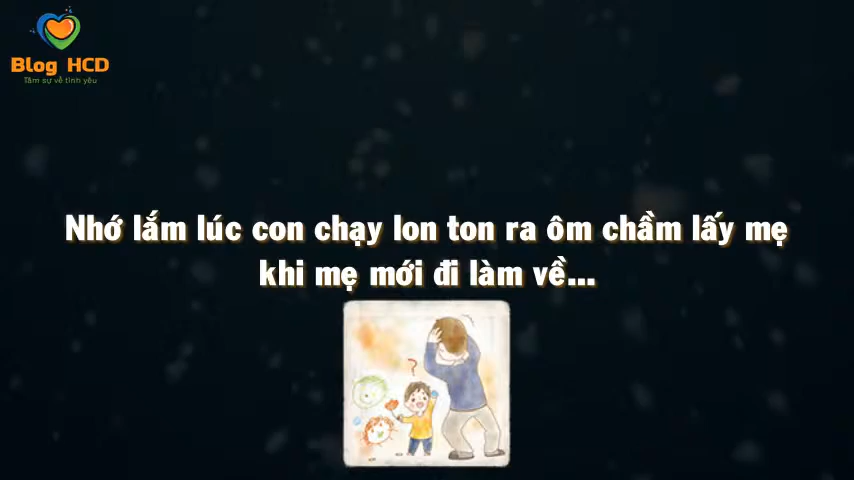 Blog HCD
Tâm sự về tình yêu
Nhớ lắm lúc con chạy lon ton ra ôm chầm lấy mẹ
khi mẹ mới đi làm về...
?